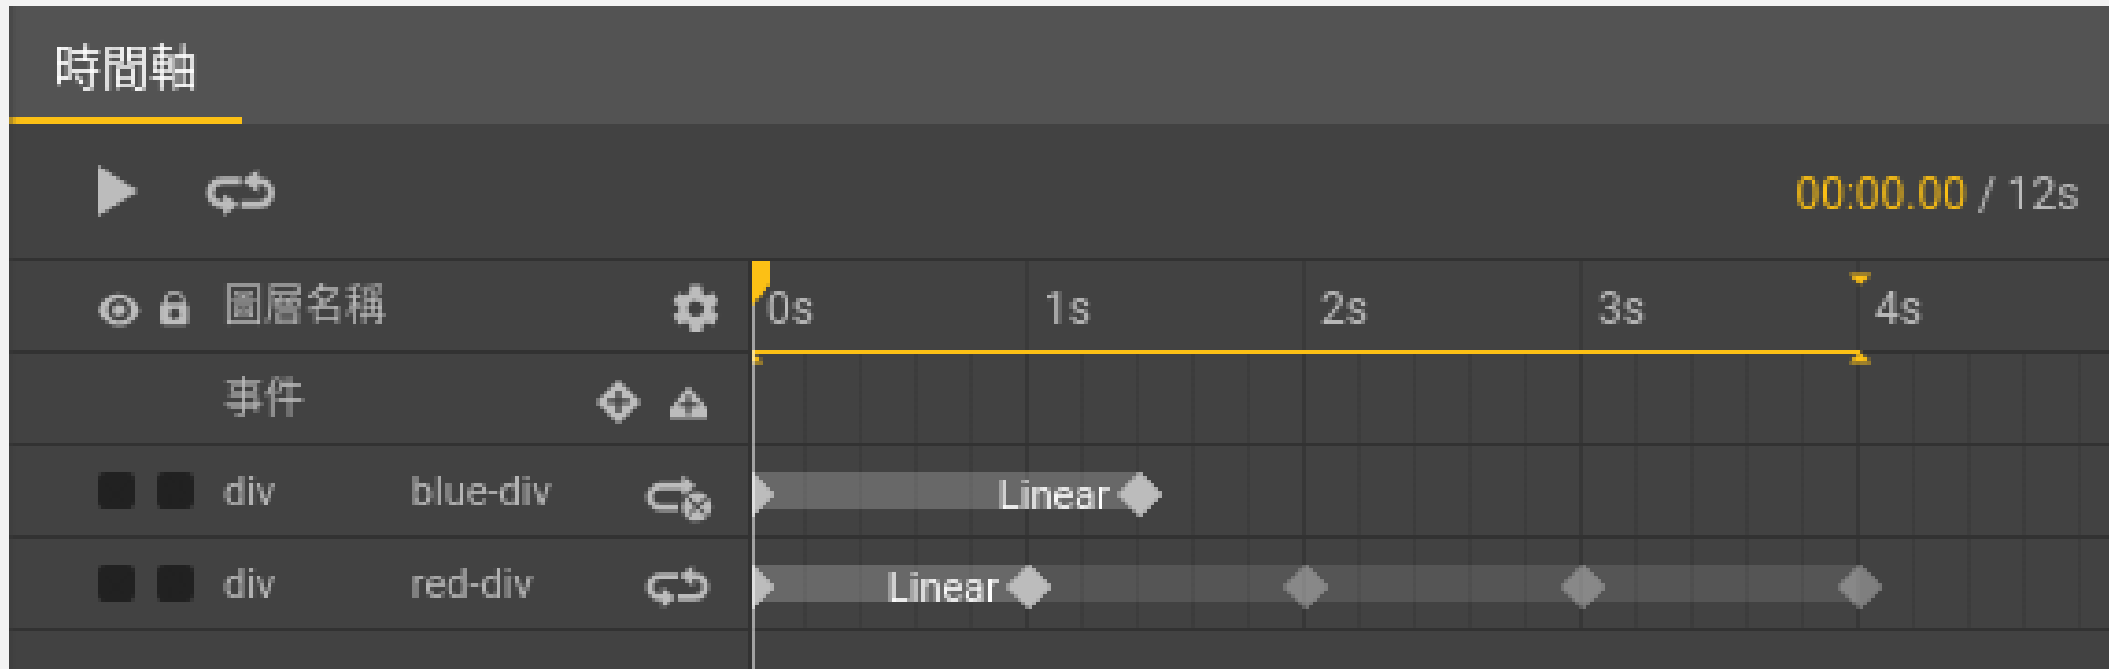 時間軸
00:00.00 / 12s
圖層名稱 0s 1s 2s 3s 4s
事件
div blue-div Linear
div red-div Linear